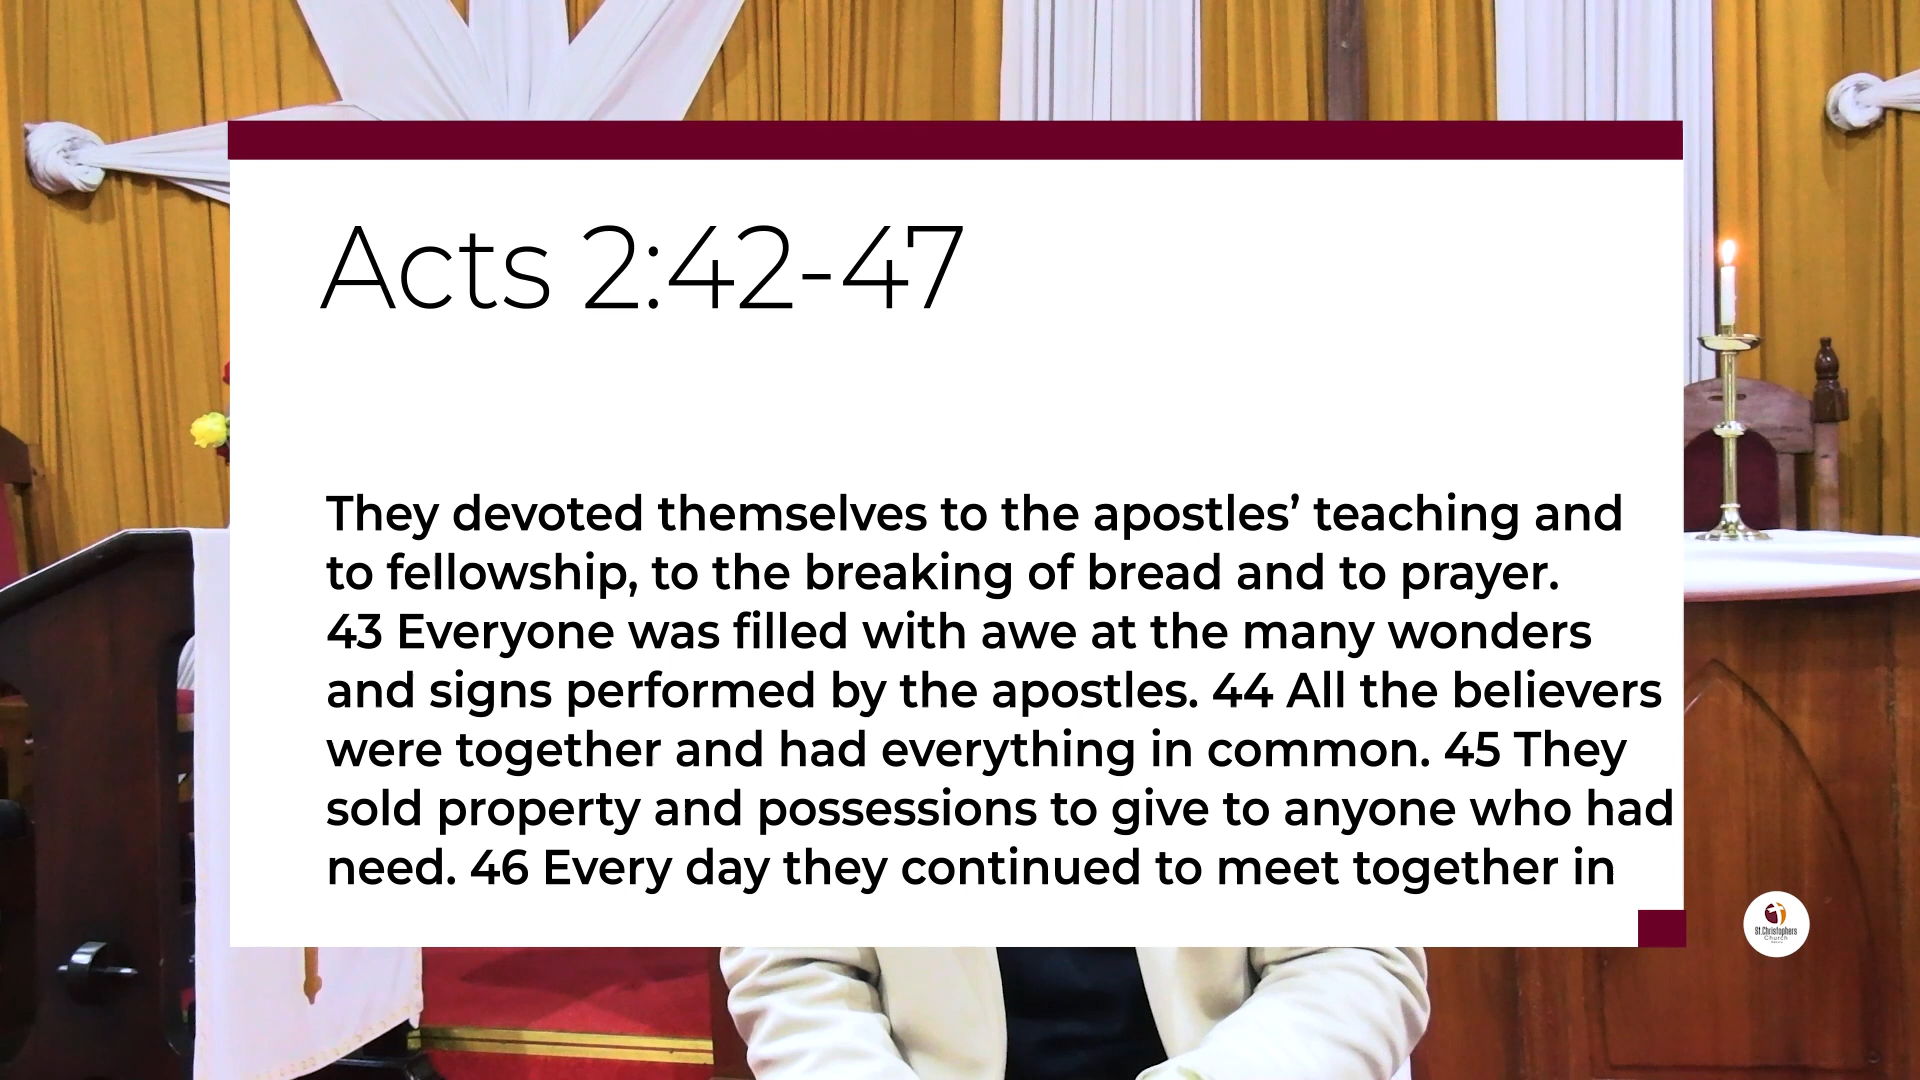 Acts 2:42-47
They devoted themselves to the apostles’ teaching and
to fellowship, to the breaking of bread and to prayer.
43 Everyone was filled with awe at the many wonders
and signs performed by the apostles. 44 All the believers
were together and had everything in common. 45 They
sold property and possessions to give to anyone who had
need. 46 Every day they continued to meet together in
St.Christophers
Church